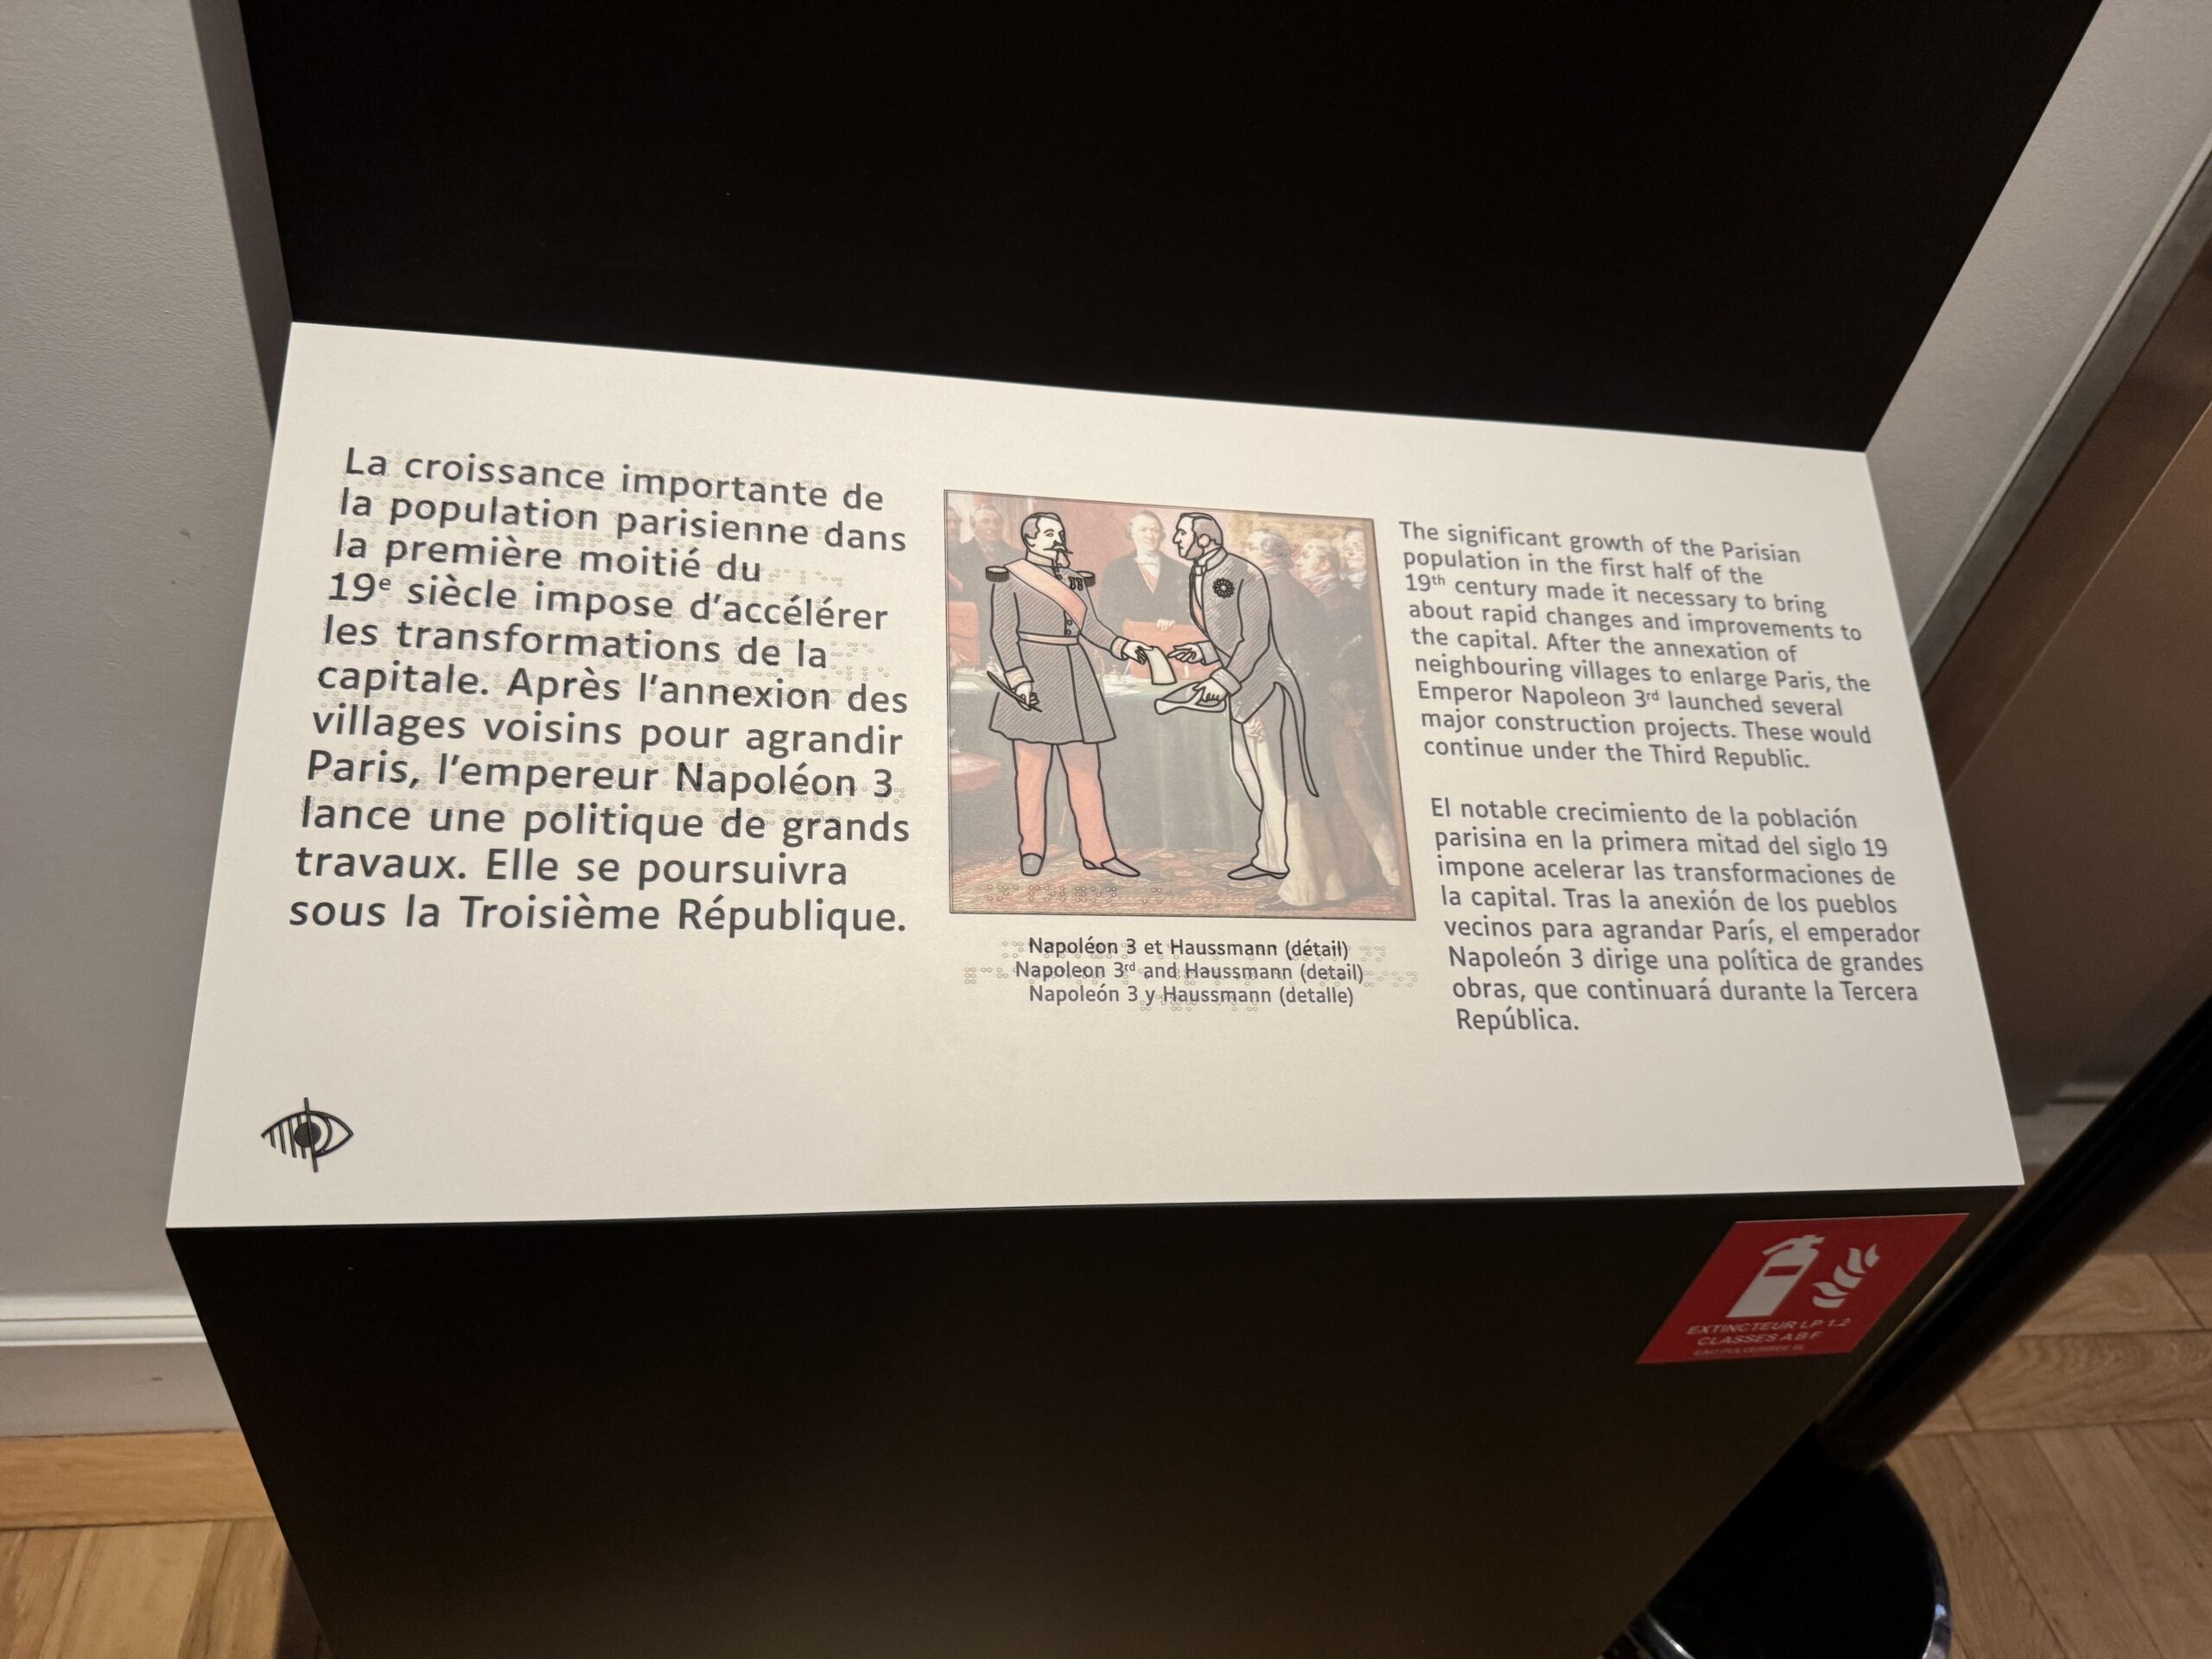 La croissance importante de
la population parisienne dans
la première moitié du
19e siècle impose d'accélérer
les transformations de la
capitale. Après l'annexion des
villages voisins pour agrandir
Paris, l'empereur Napoléon 3
lance une politique de grands
travaux. Elle se poursuivra
sous la Troisième République.
Napoléon 3 et Haussmann (détail)
Napoleon 3rd and Haussmann (detail)
Napoleón 3 y Haussmann (detalle)
The significant growth of the Parisian
population in the first half of the
19th century made it necessary to bring
about rapid changes and improvements to
the capital. After the annexation of
neighbouring villages to enlarge Paris, the
Emperor Napoleon 3rd launched several
major construction projects. These would
continue under the Third Republic.
El notable crecimiento de la población
parisina en la primera mitad del siglo 19
impone acelerar las transformaciones de
la capital. Tras la anexión de los pueblos
vecinos para agrandar París, el emperador
Napoleón 3 dirige una política de grandes
obras, que continuará durante la Tercera
República.
EXTINCTEUR LP 1.2
CLASSES A B F